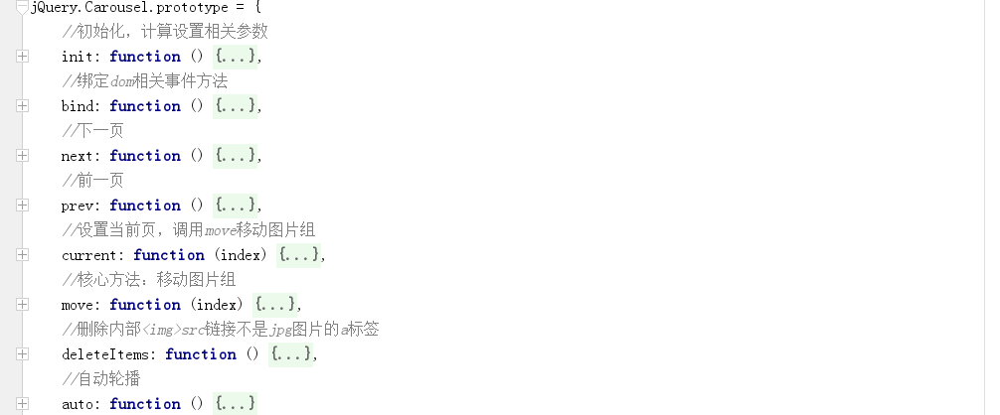 jQuery.Carousel.prototype = {
//初始化，计算设置相关参数
init: function () {...},
//绑定dom相关事件方法
bind: function () {...},
//下一页
next: function () {...},
//前一页
prev: function () {...},
//设置当前页，调用move移动图片组
current: function (index) {...},
//核心方法：移动图片组
move: function (index) {...},
//删除内部<img>src链接不是jpg图片的a标签
deleteItems: function () {...},
//自动轮播
auto: function () {...}